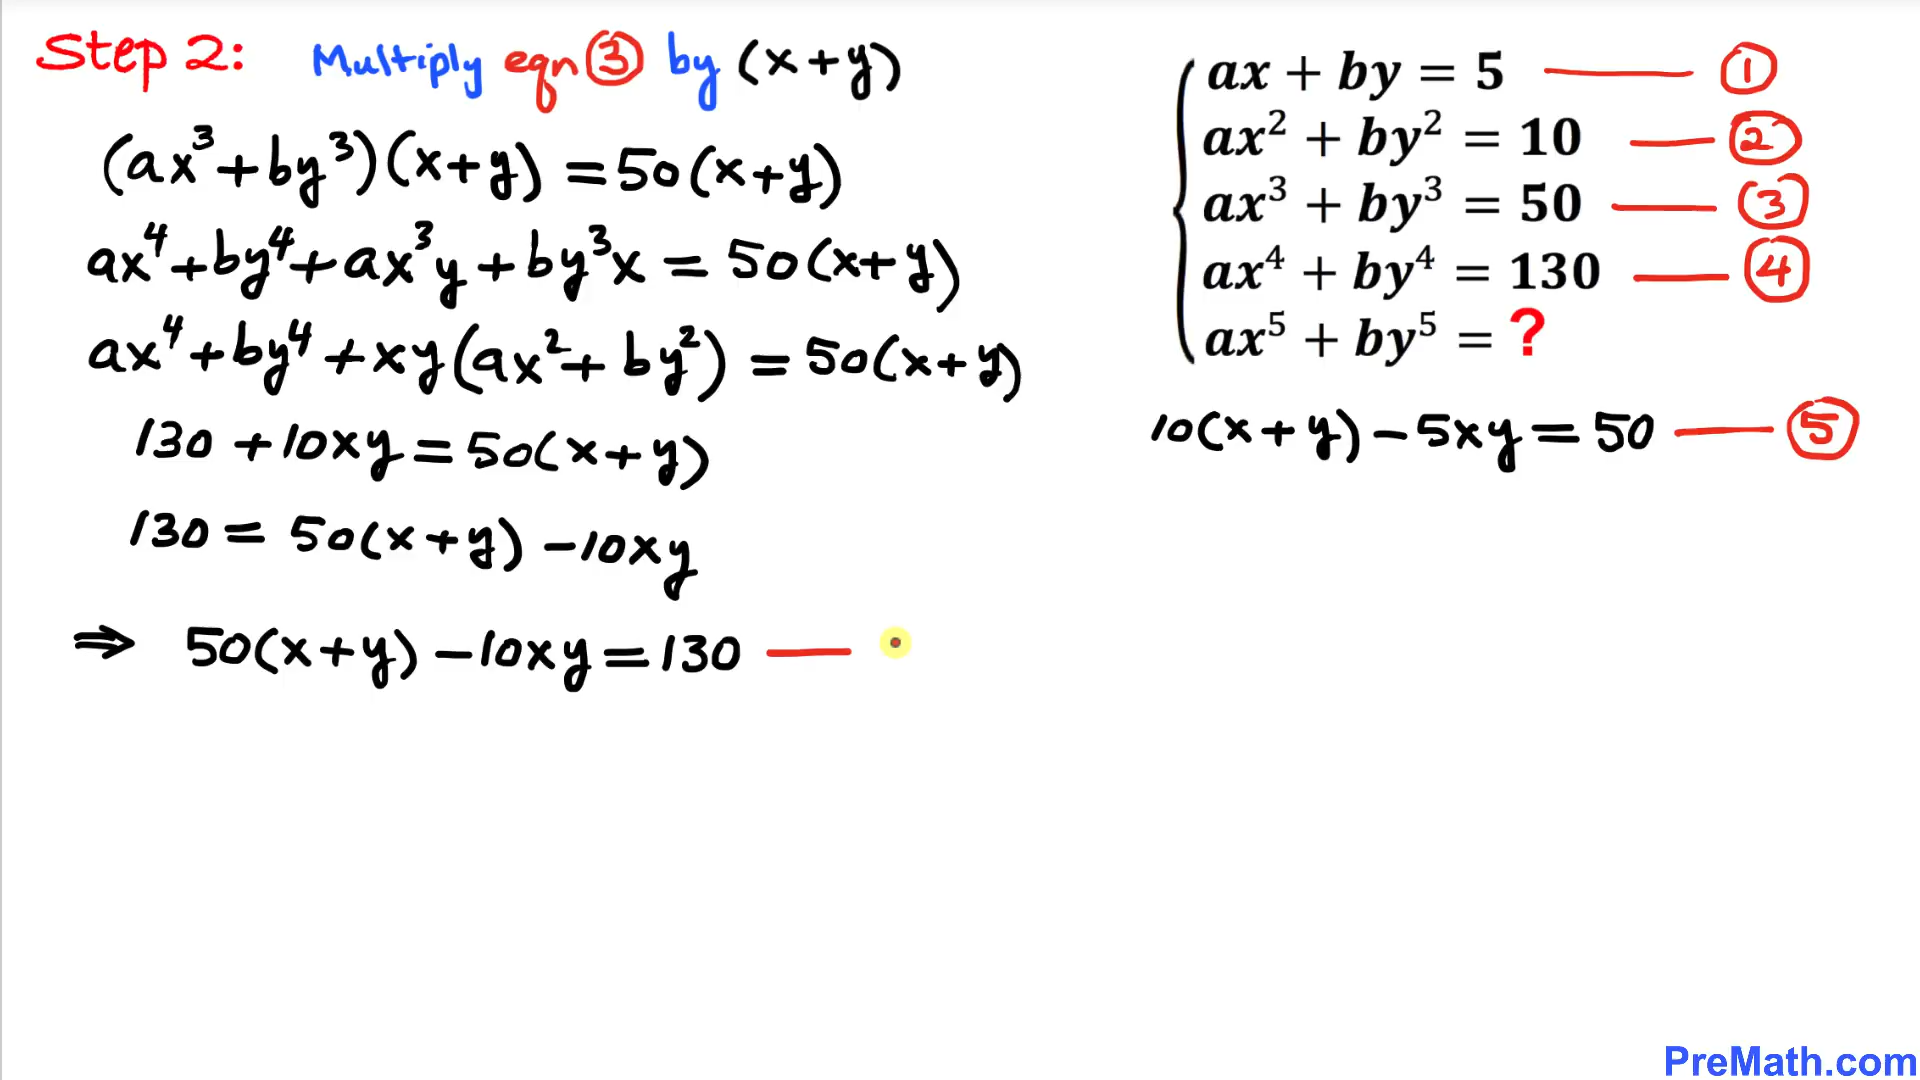 Step 2: Multiply eqn ③ by (x+y)
(ax³+by³)(x+y) = 50(x+y)
ax⁴+by⁴+ax³y+by³x = 50(x+y)
ax⁴+by⁴+xy(ax²+by²) = 50(x+y)
130 + 10xy = 50(x+y)
130 = 50(x+y) - 10xy
⇒ 50(x+y) - 10xy = 130 —
ax + by = 5 — ①
ax² + by² = 10 — ②
ax³ + by³ = 50 — ③
ax⁴ + by⁴ = 130 — ④
ax⁵ + by⁵ = ?
10(x+y) - 5xy = 50 — ⑤
PreMath.com